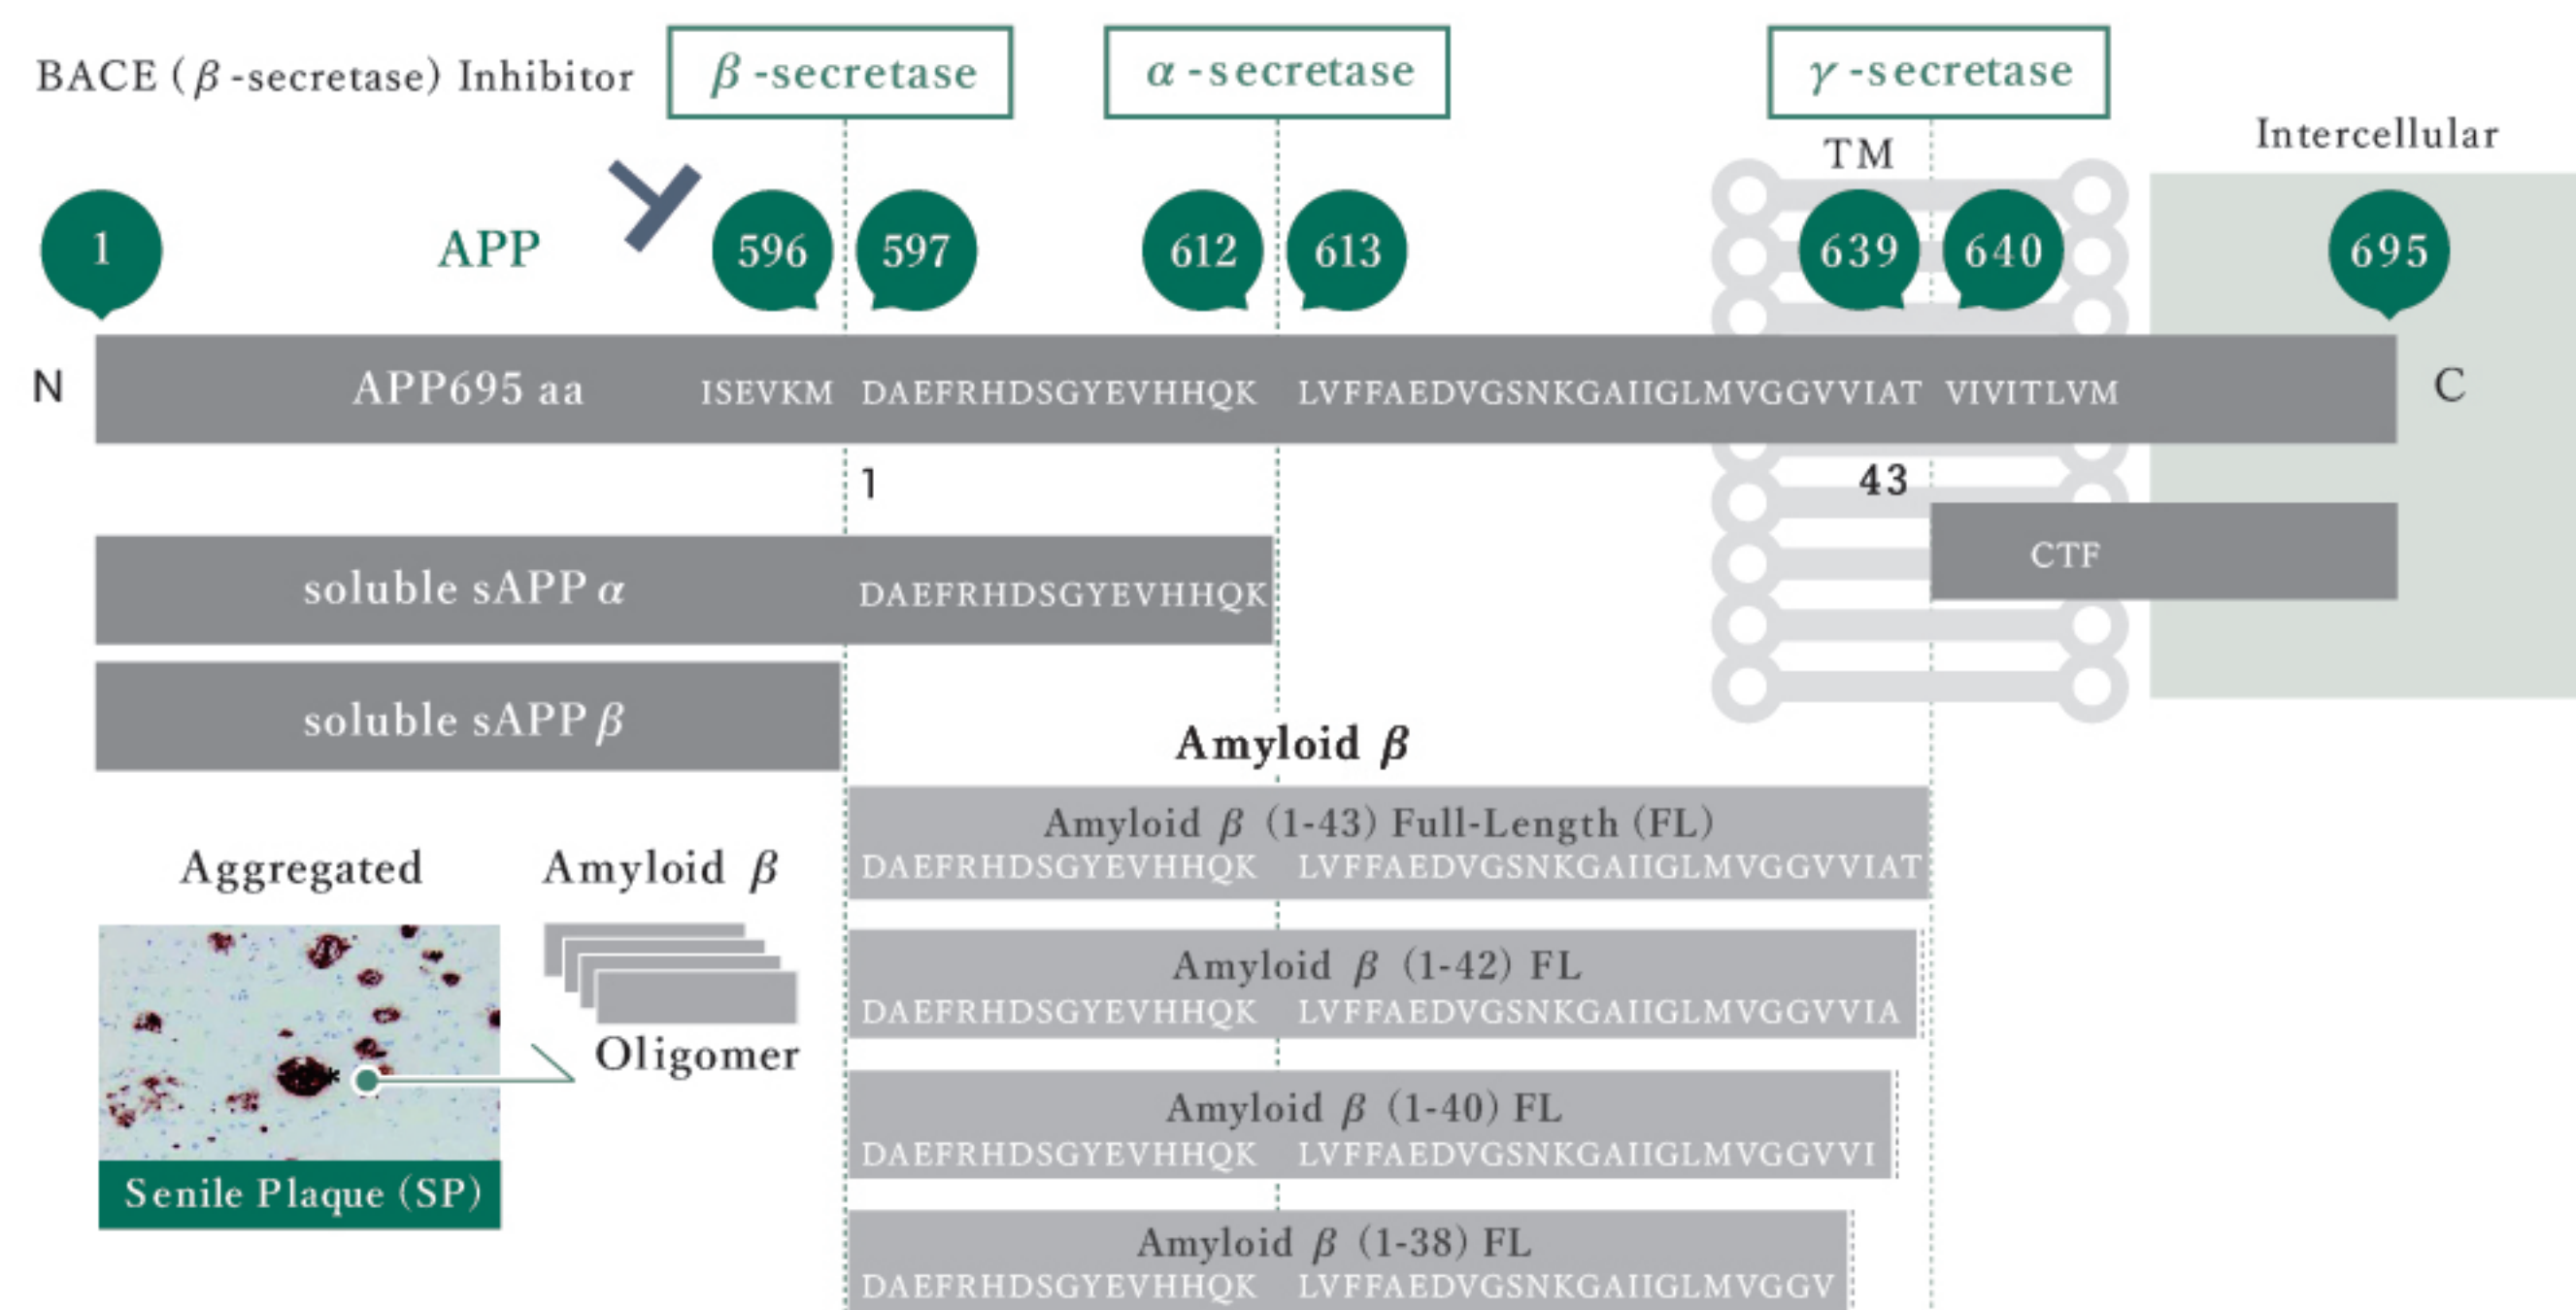 BACE (β-secretase) Inhibitor
β-secretase
α-secretase
γ-secretase
Intercellular
TM
1
APP
596
597
612
613
639
640
695
N
APP695 aa
ISEVKM
DAEFRHDSGYEVHHQK
LVFFAEDVGSNKGAIIGLMVGGVVIAT
VIVITLVM
C
1
43
CTF
soluble sAPPα
DAEFRHDSGYEVHHQK
soluble sAPPβ
Amyloid β
Amyloid β (1-43) Full-Length (FL)
DAEFRHDSGYEVHHQK LVFFAEDVGSNKGAIIGLMVGGVVIAT
Aggregated
Amyloid β
Oligomer
*
Senile Plaque (SP)
Amyloid β (1-42) FL
DAEFRHDSGYEVHHQK LVFFAEDVGSNKGAIIGLMVGGVVIA
Amyloid β (1-40) FL
DAEFRHDSGYEVHHQK LVFFAEDVGSNKGAIIGLMVGGVVI
Amyloid β (1-38) FL
DAEFRHDSGYEVHHQK LVFFAEDVGSNKGAIIGLMVGGV